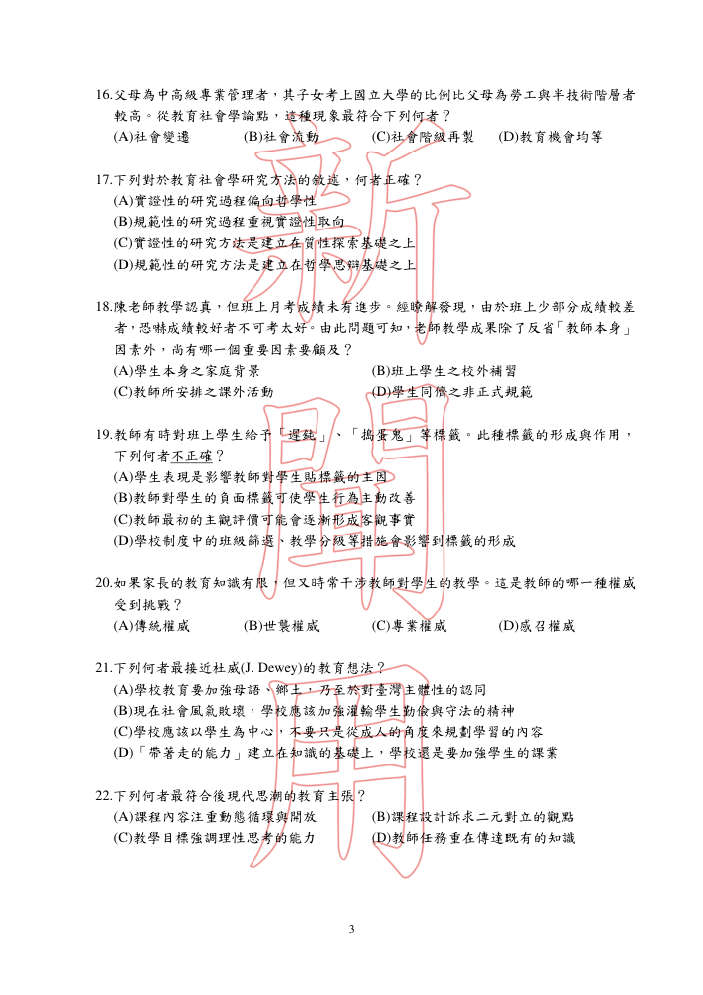 16.父母為中高級專業管理者，其子女考上國立大學的比例比父母為勞工與半技術階層者
較高。從教育社會學論點，這種現象最符合下列何者？
(A)社會變遷 (B)社會流動 (C)社會階級再製 (D)教育機會均等
17.下列對於教育社會學研究方法的敘述，何者正確？
(A)實證性的研究過程偏向哲學性
(B)規範性的研究過程重視實證性取向
(C)實證性的研究方法是建立在質性探索基礎之上
(D)規範性的研究方法是建立在哲學思辯基礎之上
18.陳老師教學認真，但班上月考成績未有進步。經瞭解發現，由於班上少部分成績較差
者，恐嚇成績較好者不可考太好。由此問題可知，老師教學成果除了反省「教師本身」
因素外，尚有哪一個重要因素要顧及？
(A)學生本身之家庭背景 (B)班上學生之校外補習
(C)教師所安排之課外活動 (D)學生同儕之非正式規範
19.教師有時對班上學生給予「遲鈍」、「搗蛋鬼」等標籤。此種標籤的形成與作用，
下列何者不正確？
(A)學生表現是影響教師對學生貼標籤的主因
(B)教師對學生的負面標籤可使學生行為主動改善
(C)教師最初的主觀評價可能會逐漸形成客觀事實
(D)學校制度中的班級篩選、教學分級等措施會影響到標籤的形成
20.如果家長的教育知識有限，但又時常干涉教師對學生的教學。這是教師的哪一種權威
受到挑戰？
(A)傳統權威 (B)世襲權威 (C)專業權威 (D)感召權威
21.下列何者最接近杜威(J. Dewey)的教育想法？
(A)學校教育要加強母語、鄉土，乃至於對臺灣主體性的認同
(B)現在社會風氣敗壞，學校應該加強灌輸學生勤儉與守法的精神
(C)學校應該以學生為中心，不要只是從成人的角度來規劃學習的內容
(D)「帶著走的能力」建立在知識的基礎上，學校還是要加強學生的課業
22.下列何者最符合後現代思潮的教育主張？
(A)課程內容注重動態循環與開放 (B)課程設計訴求二元對立的觀點
(C)教學目標強調理性思考的能力 (D)教師任務重在傳達既有的知識
3
新聞用